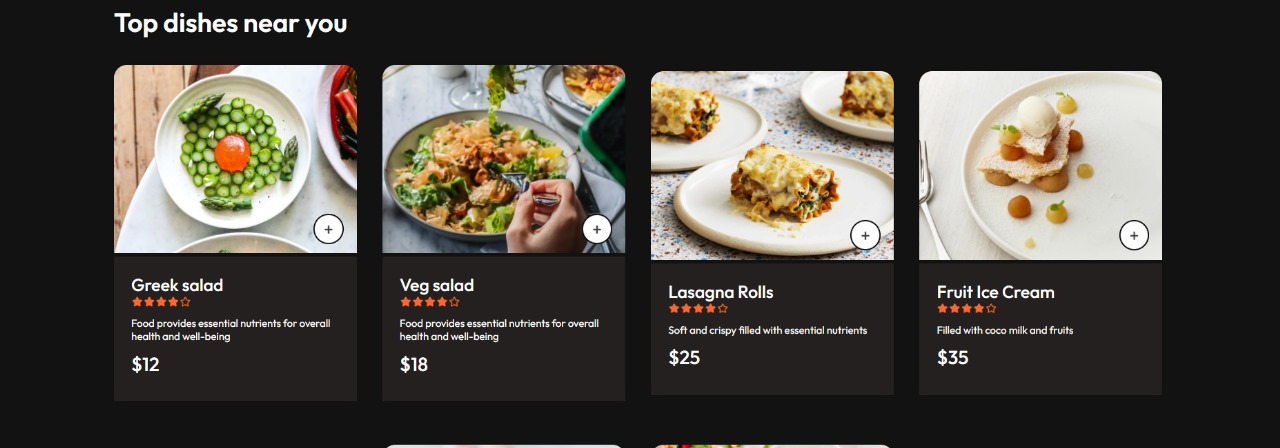 Top dishes near you
Greek salad
Food provides essential nutrients for overall
health and well-being
$12
Veg salad
Food provides essential nutrients for overall
health and well-being
$18
Lasagna Rolls
Soft and crispy filled with essential nutrients
$25
Fruit Ice Cream
Filled with coco milk and fruits
$35